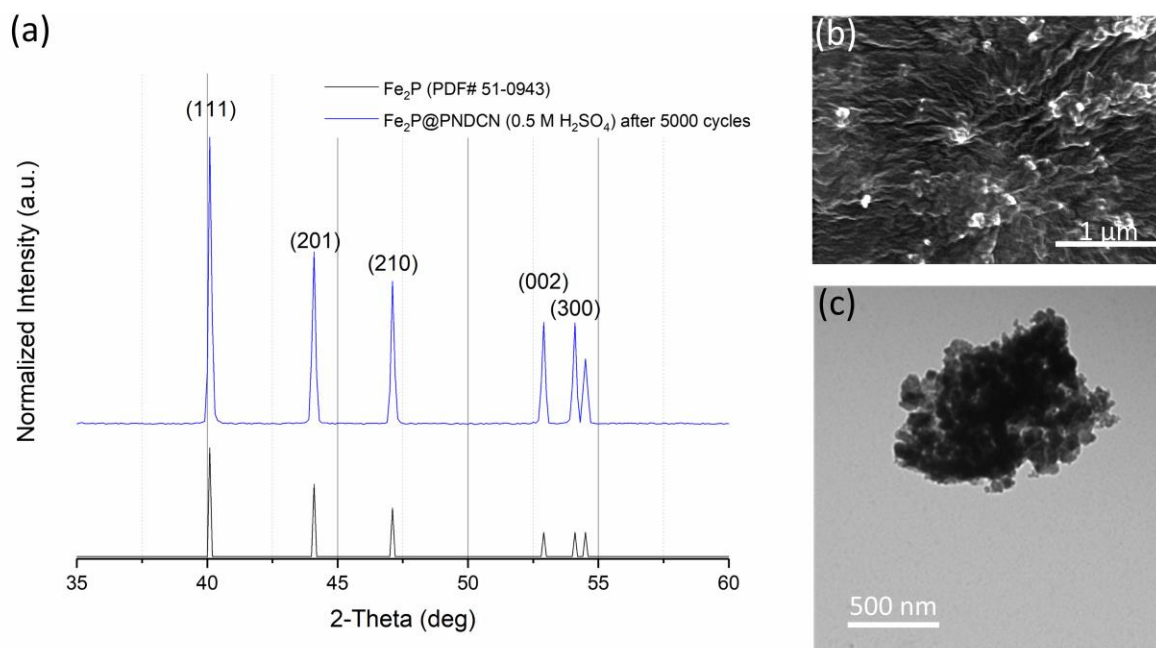 (a)
Fe₂P (PDF# 51-0943)
Fe₂P@PNDCN (0.5 M H₂SO₄) after 5000 cycles
(111)
(201)
(210)
(002)
(300)
Normalized Intensity (a.u.)
35 40 45 50 55 60
2-Theta (deg)
(b)
1 µm
(c)
500 nm